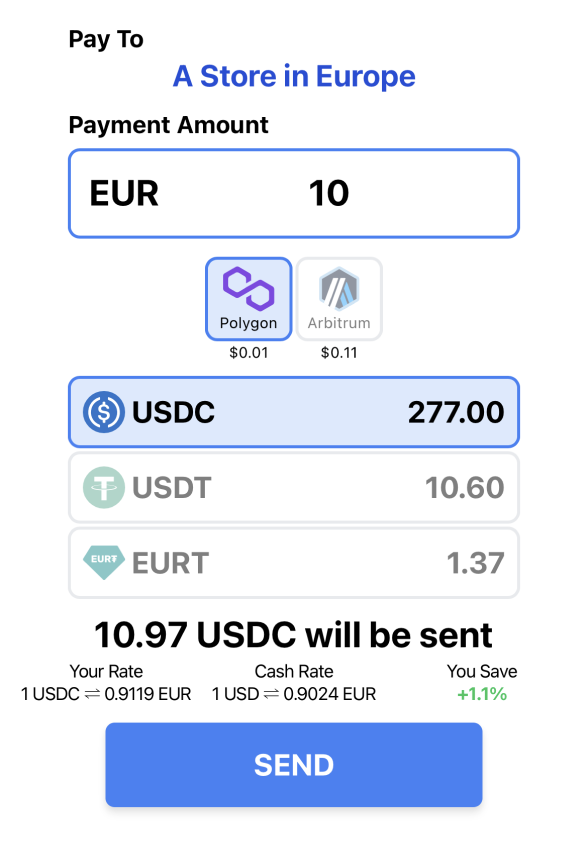 Pay To
A Store in Europe
Payment Amount
EUR 10
Polygon Arbitrum
$0.01 $0.11
USDC 277.00
USDT 10.60
EUR₮ EURT 1.37
10.97 USDC will be sent
Your Rate Cash Rate You Save
1 USDC ⇌ 0.9119 EUR 1 USD ⇌ 0.9024 EUR +1.1%
SEND